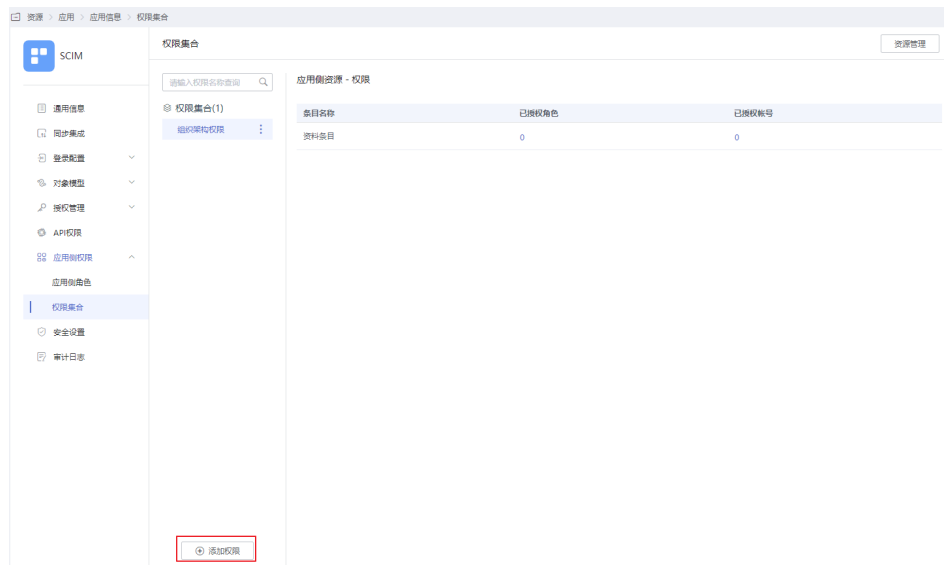 资源 > 应用 > 应用信息 > 权限集合
SCIM
通用信息
同步集成
登录配置
对象模型
授权管理
API权限
应用侧权限
应用侧角色
权限集合
安全设置
审计日志
权限集合
资源管理
请输入权限名称查询
权限集合(1)
组织架构权限
添加权限
应用侧资源 - 权限
条目名称 已授权角色 已授权帐号
资料条目 0 0